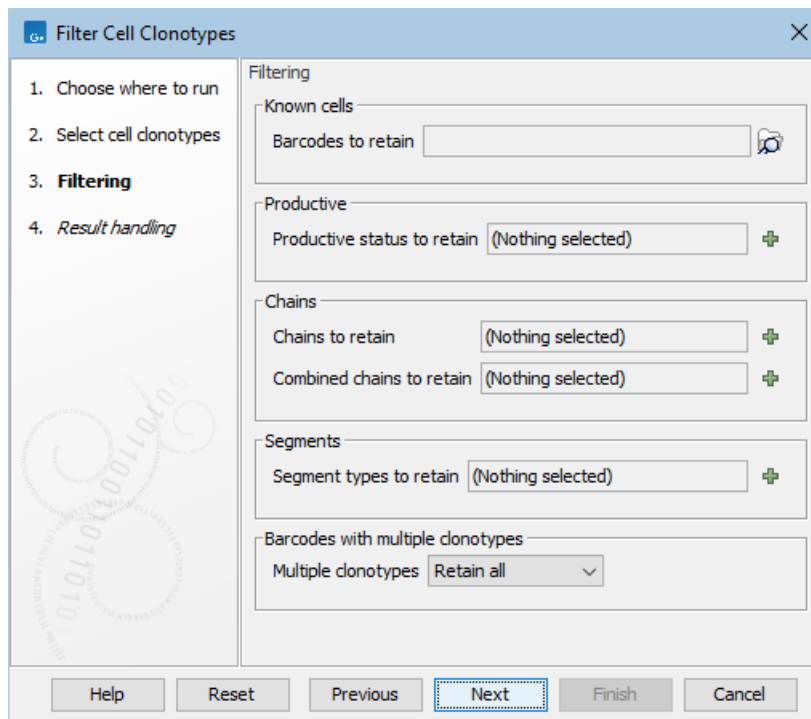 Filter Cell Clonotypes
1. Choose where to run
2. Select cell clonotypes
3. Filtering
4. Result handling
Filtering
Known cells
Barcodes to retain
Productive
Productive status to retain (Nothing selected)
Chains
Chains to retain (Nothing selected)
Combined chains to retain (Nothing selected)
Segments
Segment types to retain (Nothing selected)
Barcodes with multiple clonotypes
Multiple clonotypes Retain all
Help Reset Previous Next Finish Cancel